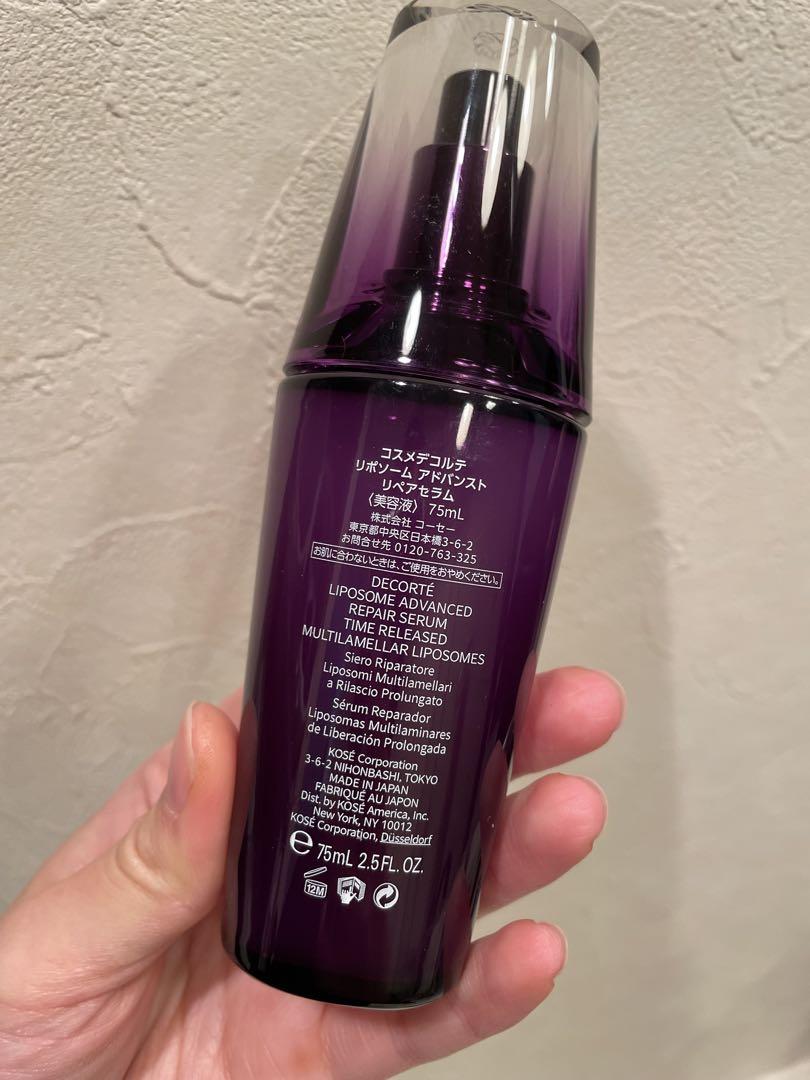 コスメデコルテ
リポソーム アドバンスト
リペアセラム
〈美容液〉 75mL
株式会社 コーセー
東京都中央区日本橋3-6-2
お問合せ先 0120-763-325
お肌に合わないときは、ご使用をおやめください。
DECORTÉ
LIPOSOME ADVANCED
REPAIR SERUM
TIME RELEASED
MULTILAMELLAR LIPOSOMES
Siero Riparatore
Liposomi Multilamellari
a Rilascio Prolungato
Sérum Reparador
Liposomas Multilaminares
de Liberación Prolongada
KOSÉ Corporation
3-6-2 NIHONBASHI, TOKYO
MADE IN JAPAN
FABRIQUÉ AU JAPON
Dist. by KOSÉ America, Inc.
New York, NY 10012
KOSÉ Corporation, Düsseldorf
℮ 75mL 2.5FL. OZ.
12M